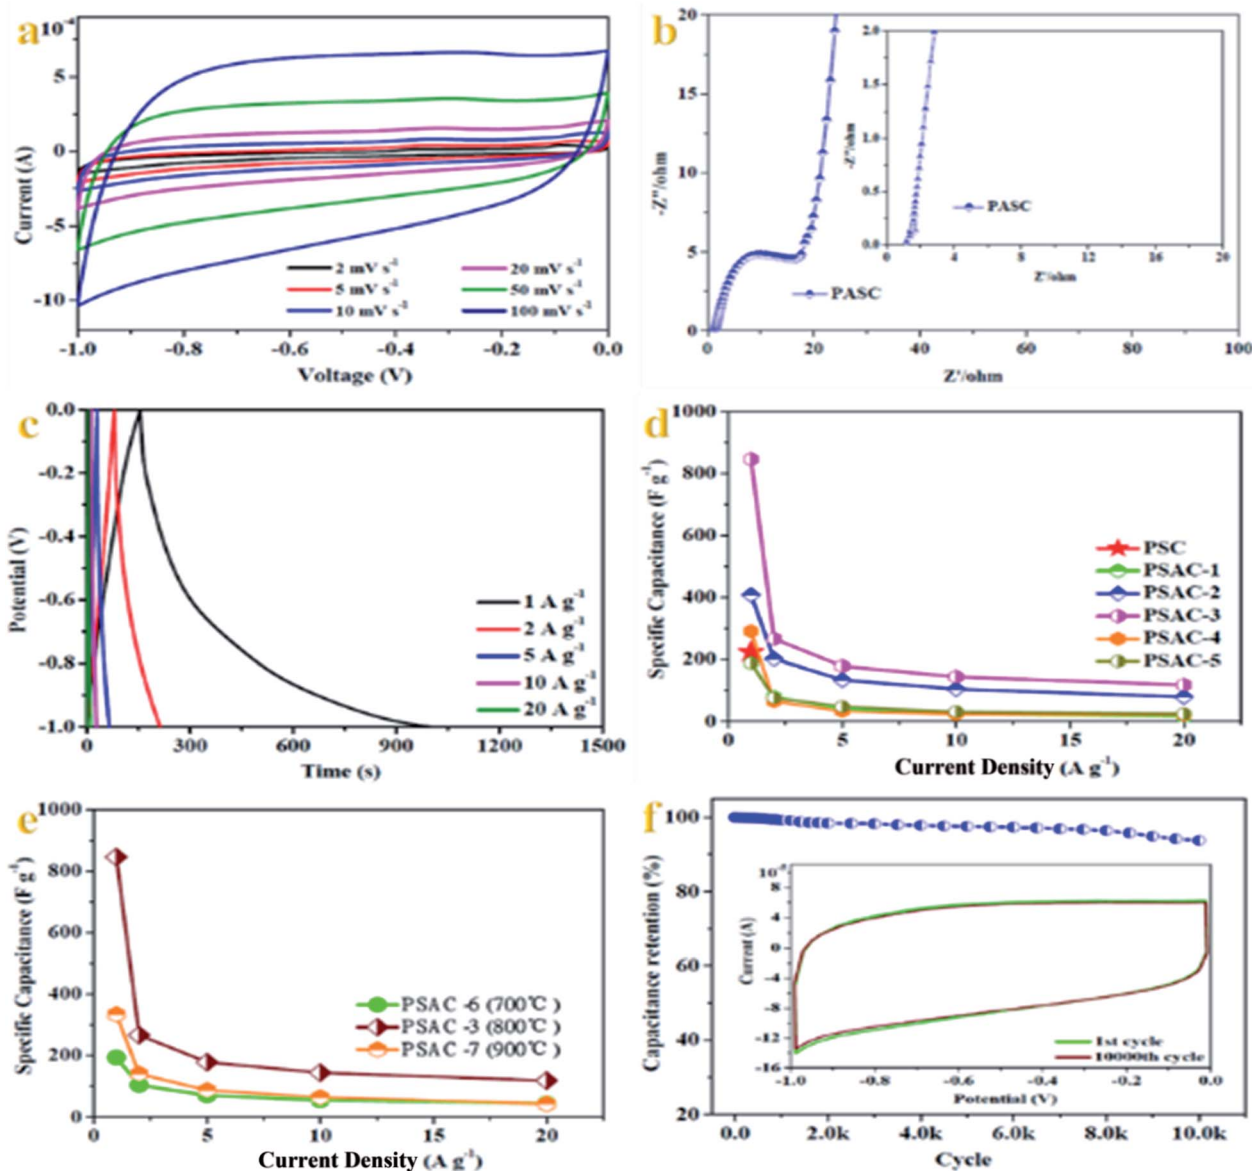 a
10⁻⁴
5
0
-5
-10
Current (A)
2 mV s⁻¹
5 mV s⁻¹
10 mV s⁻¹
20 mV s⁻¹
50 mV s⁻¹
100 mV s⁻¹
-1.0 -0.8 -0.6 -0.4 -0.2 0.0
Voltage (V)
b
20
15
10
5
0
-Z''/ohm
2.0
1.5
1.0
0.5
0.0
-Z''/ohm
PASC
0 4 8 12 16 20
Z'/ohm
PASC
0 20 40 60 80 100
Z'/ohm
c
0.0
-0.2
-0.4
-0.6
-0.8
-1.0
Potential (V)
1 A g⁻¹
2 A g⁻¹
5 A g⁻¹
10 A g⁻¹
20 A g⁻¹
0 300 600 900 1200 1500
Time (s)
d
1000
800
600
400
200
0
Specific Capacitance (F g⁻¹)
PSC
PSAC-1
PSAC-2
PSAC-3
PSAC-4
PSAC-5
0 5 10 15 20
Current Density (A g⁻¹)
e
1000
800
600
400
200
0
Specific Capacitance (F g⁻¹)
PSAC -6 (700℃)
PSAC -3 (800℃)
PSAC -7 (900℃)
0 5 10 15 20
Current Density (A g⁻¹)
f
100
80
60
40
20
Capacitance retention (%)
8
4
0
-4
-8
-12
-16
Current (A)
1st cycle
10000th cycle
-1.0 -0.8 -0.6 -0.4 -0.2 0.0
Potential (V)
0.0 2.0k 4.0k 6.0k 8.0k 10.0k
Cycle